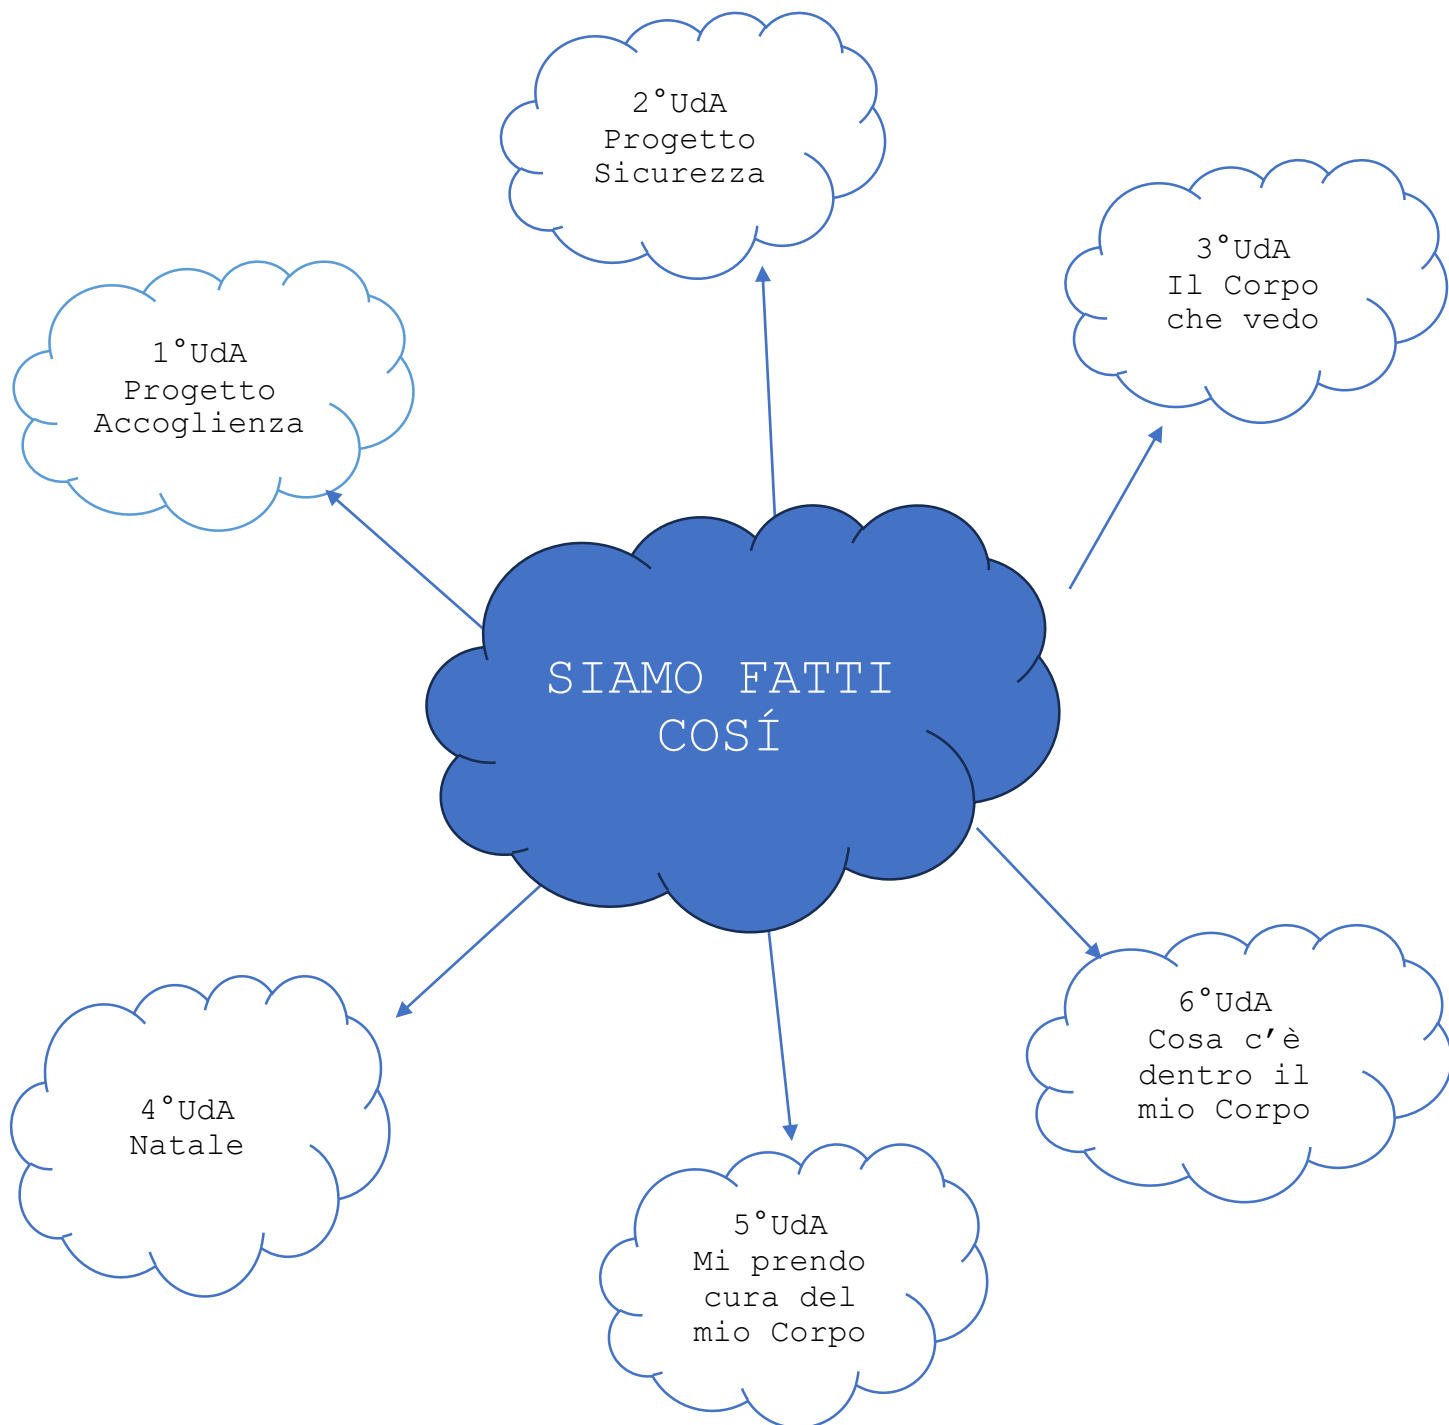 1°UdA
Progetto
Accoglienza
2°UdA
Progetto
Sicurezza
3°UdA
Il Corpo
che vedo
SIAMO FATTI
COSÍ
4°UdA
Natale
5°UdA
Mi prendo
cura del
mio Corpo
6°UdA
Cosa c’è
dentro il
mio Corpo